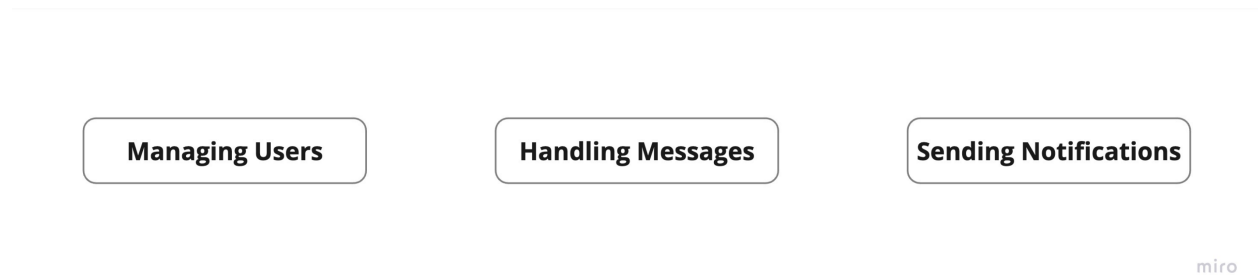 Managing Users
Handling Messages
Sending Notifications
miro